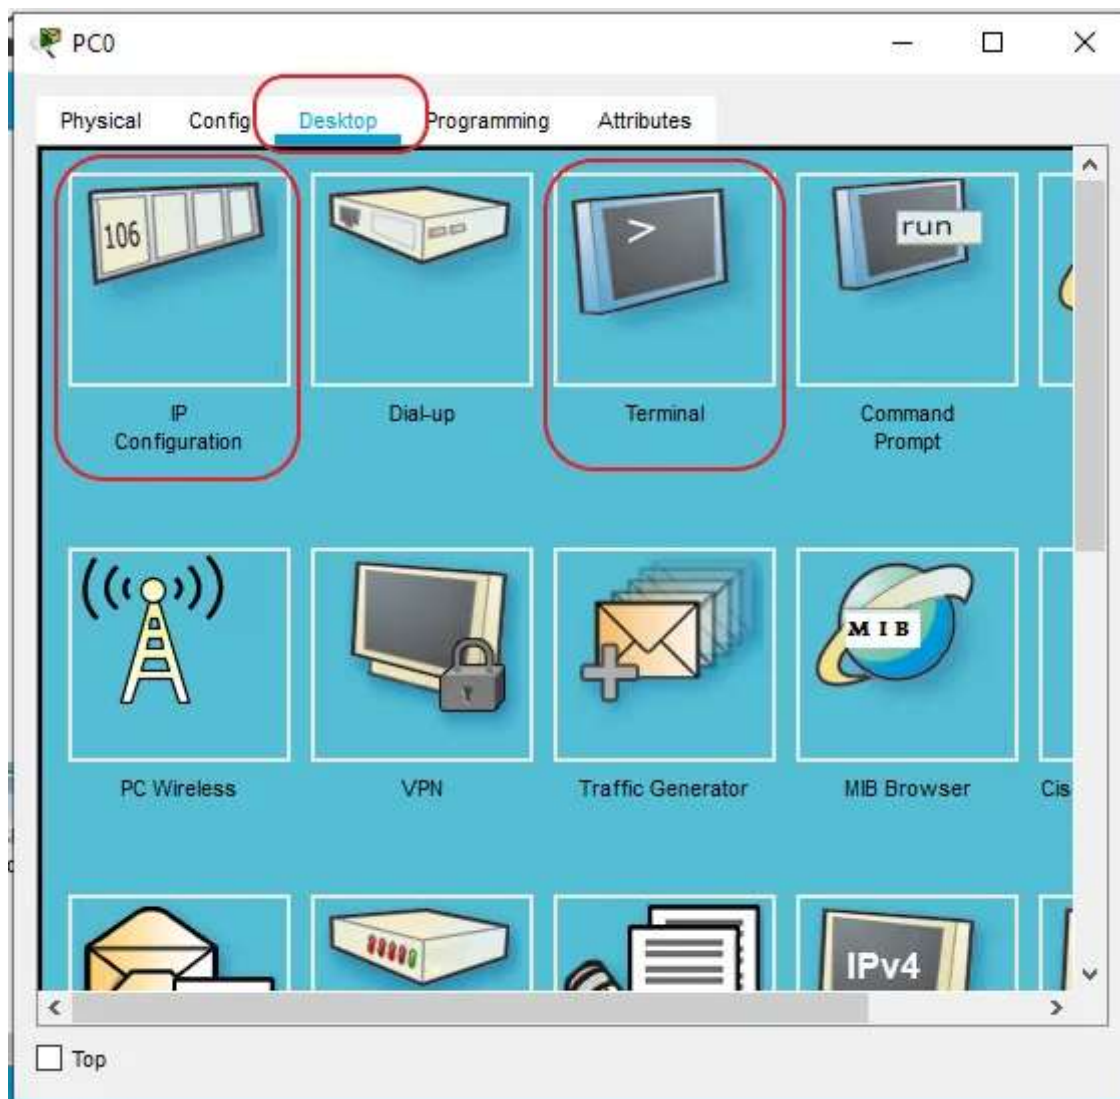 PC0
Physical Config Desktop Programming Attributes
106
>
run
IP
Configuration
Dial-up
Terminal
Command
Prompt
MIB
PC Wireless
VPN
Traffic Generator
MIB Browser
Cis
IPv4
Top